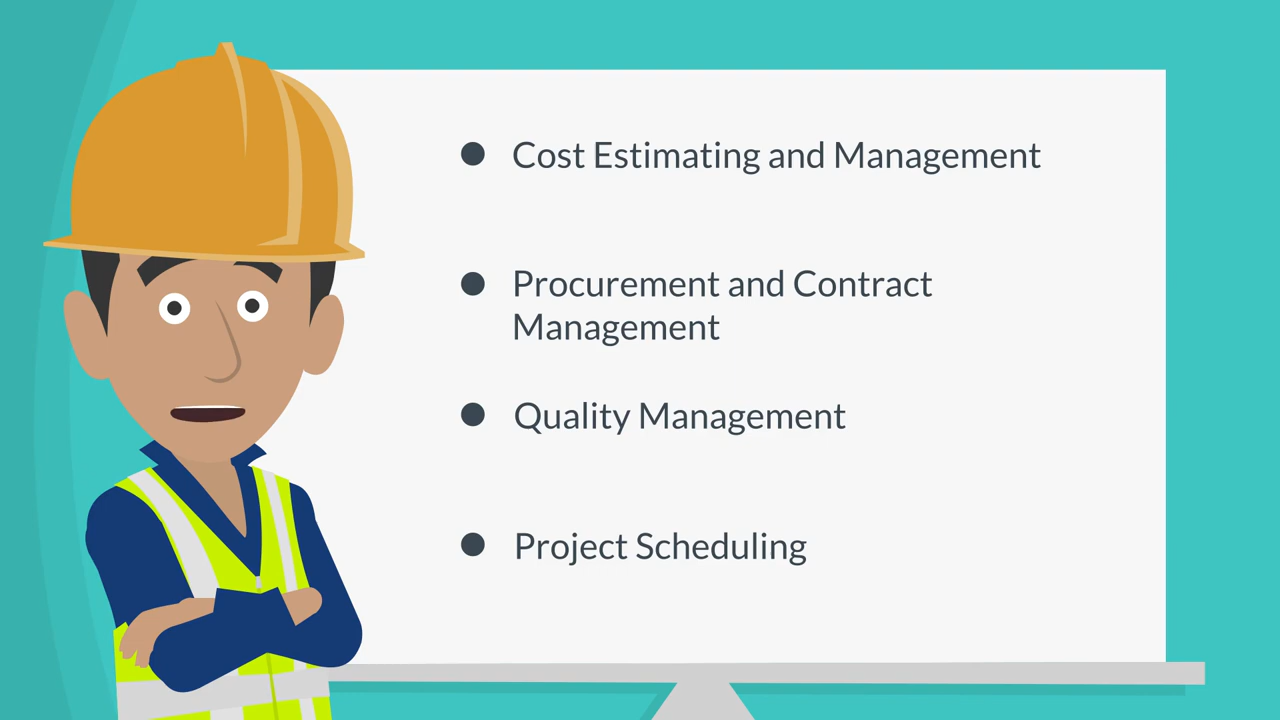 Cost Estimating and Management
Procurement and Contract
Management
Quality Management
Project Scheduling